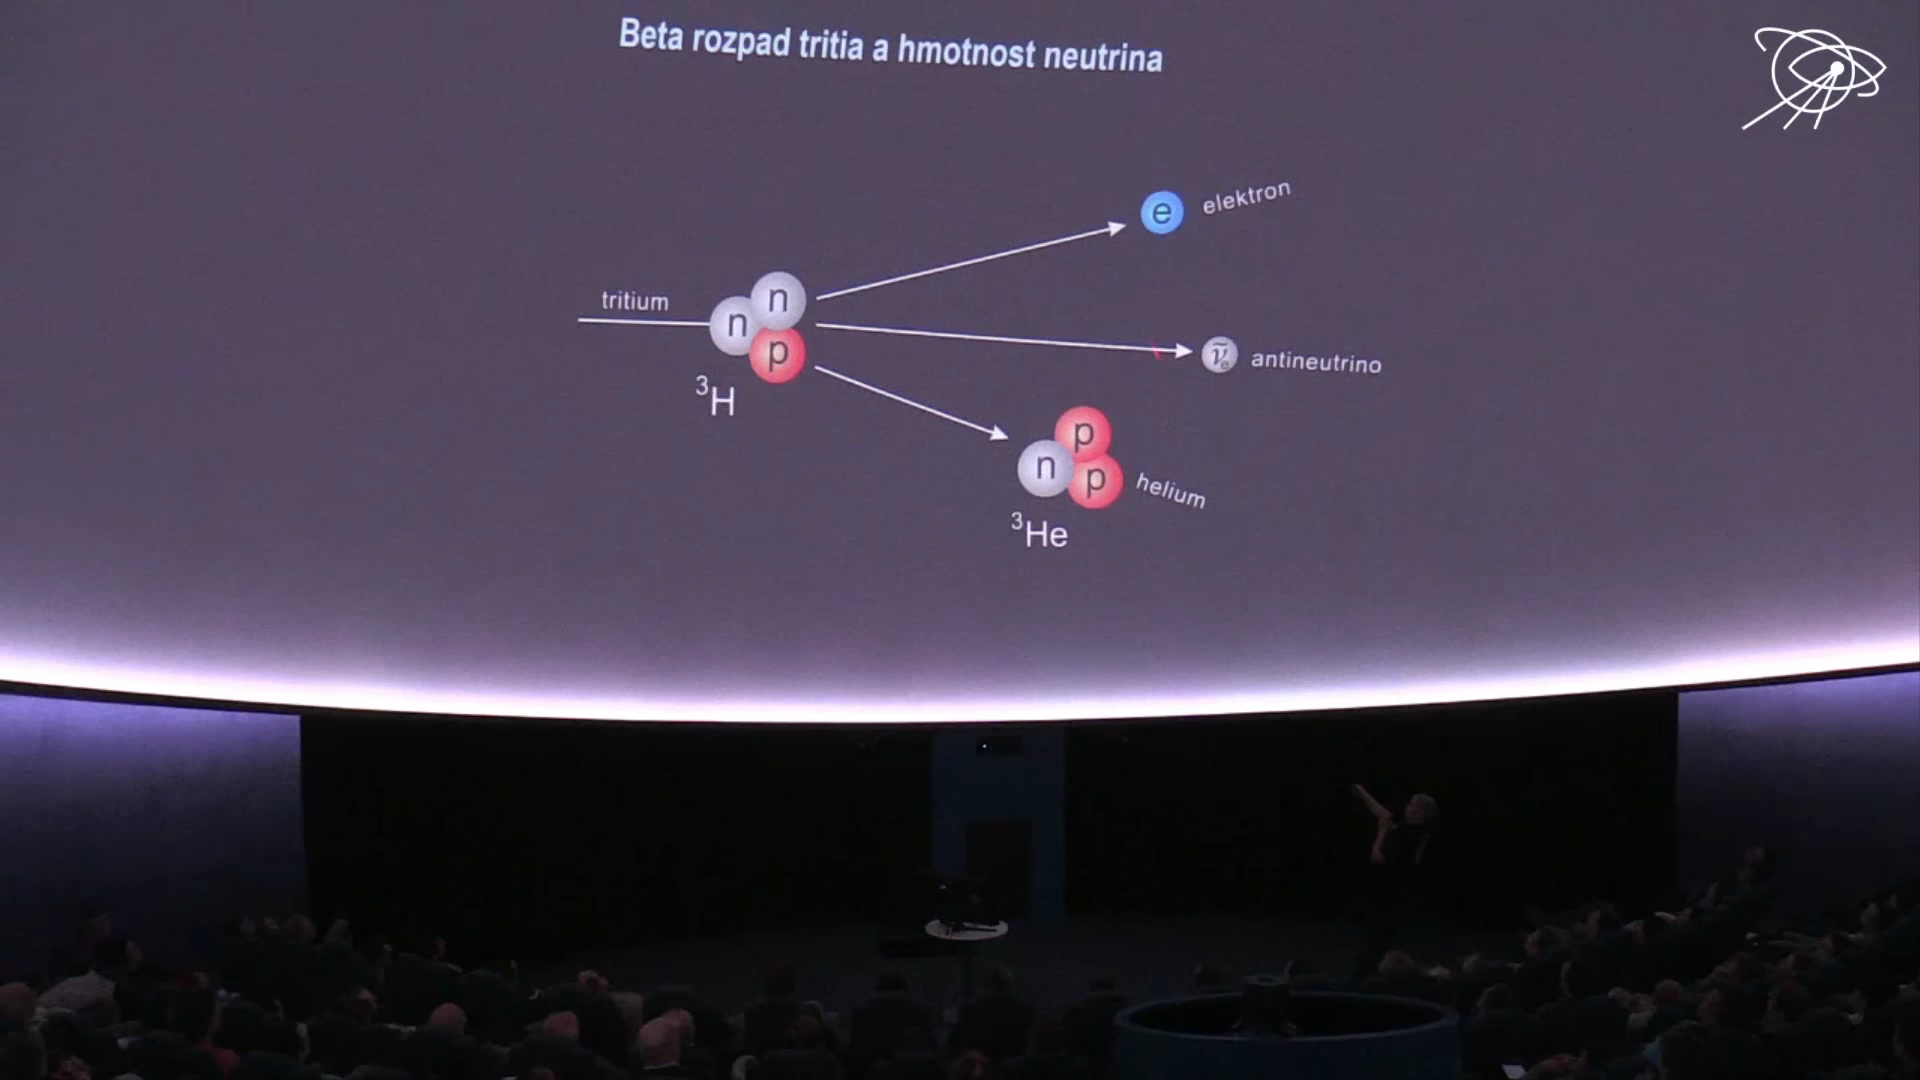 Beta rozpad tritia a hmotnost neutrina
e elektron
tritium
n
n
p
³H
ν̃ₑ antineutrino
p
n
p
helium
³He